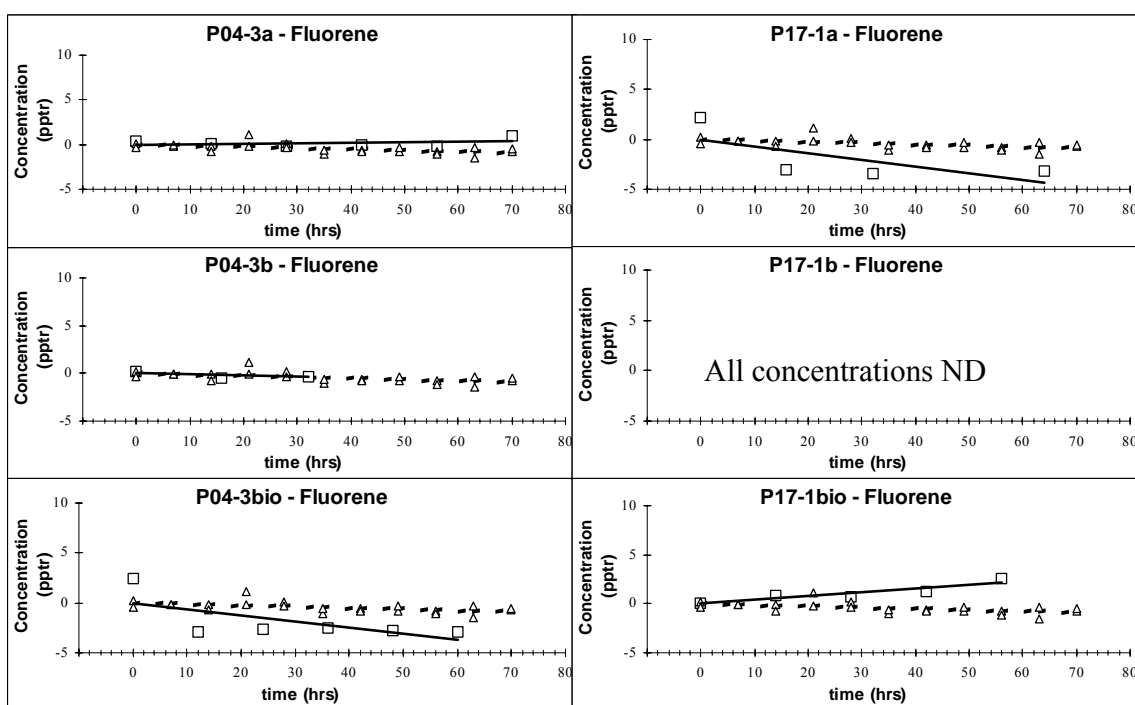 P04-3a - Fluorene
Concentration
(pptr)
10
5
0
-5
0 10 20 30 40 50 60 70 80
time (hrs)
P17-1a - Fluorene
Concentration
(pptr)
10
5
0
-5
0 10 20 30 40 50 60 70 80
time (hrs)
P04-3b - Fluorene
Concentration
(pptr)
10
5
0
-5
0 10 20 30 40 50 60 70 80
time (hrs)
P17-1b - Fluorene
Concentration
(pptr)
10
5
0
-5
All concentrations ND
0 10 20 30 40 50 60 70 80
time (hrs)
P04-3bio - Fluorene
Concentration
(pptr)
10
5
0
-5
0 10 20 30 40 50 60 70 80
time (hrs)
P17-1bio - Fluorene
Concentration
(pptr)
10
5
0
-5
0 10 20 30 40 50 60 70 80
time (hrs)